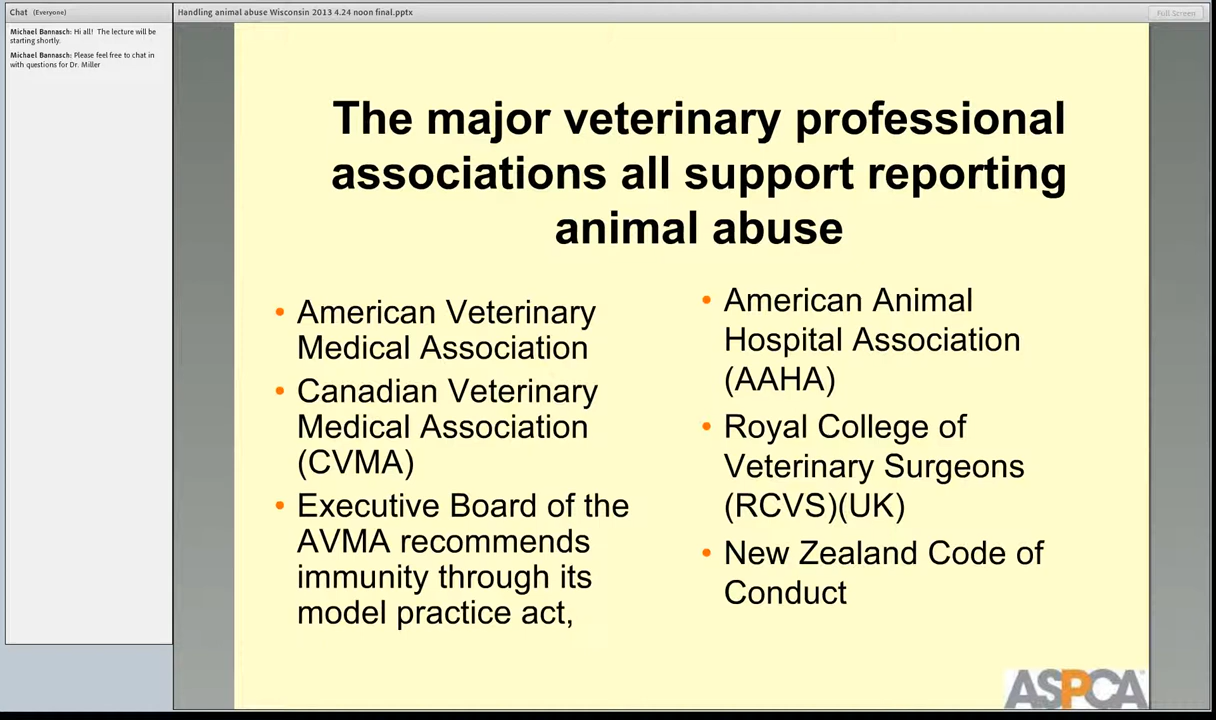 Chat (Everyone)
Michael Bannasch: Hi all! The lecture will be
starting shortly.
Michael Bannasch: Please feel free to chat in
with questions for Dr. Miller
Handling animal abuse Wisconsin 2013 4.24 noon final.pptx
Full Screen
The major veterinary professional
associations all support reporting
animal abuse
• American Veterinary
Medical Association
• Canadian Veterinary
Medical Association
(CVMA)
• Executive Board of the
AVMA recommends
immunity through its
model practice act,
• American Animal
Hospital Association
(AAHA)
• Royal College of
Veterinary Surgeons
(RCVS)(UK)
• New Zealand Code of
Conduct
ASPCA